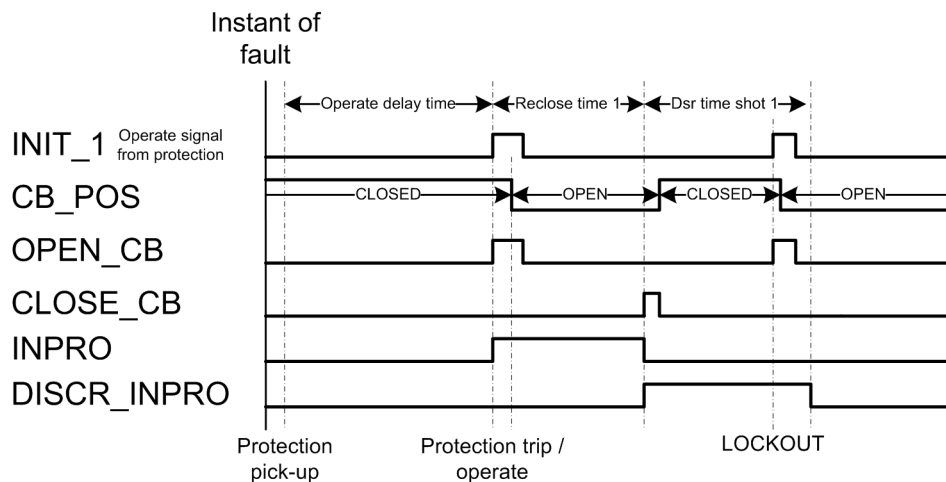 Instant of
fault
Operate delay time
Reclose time 1
Dsr time shot 1
INIT_1
Operate signal
from protection
CB_POS
CLOSED
OPEN
CLOSED
OPEN
OPEN_CB
CLOSE_CB
INPRO
DISCR_INPRO
Protection
pick-up
Protection trip /
operate
LOCKOUT